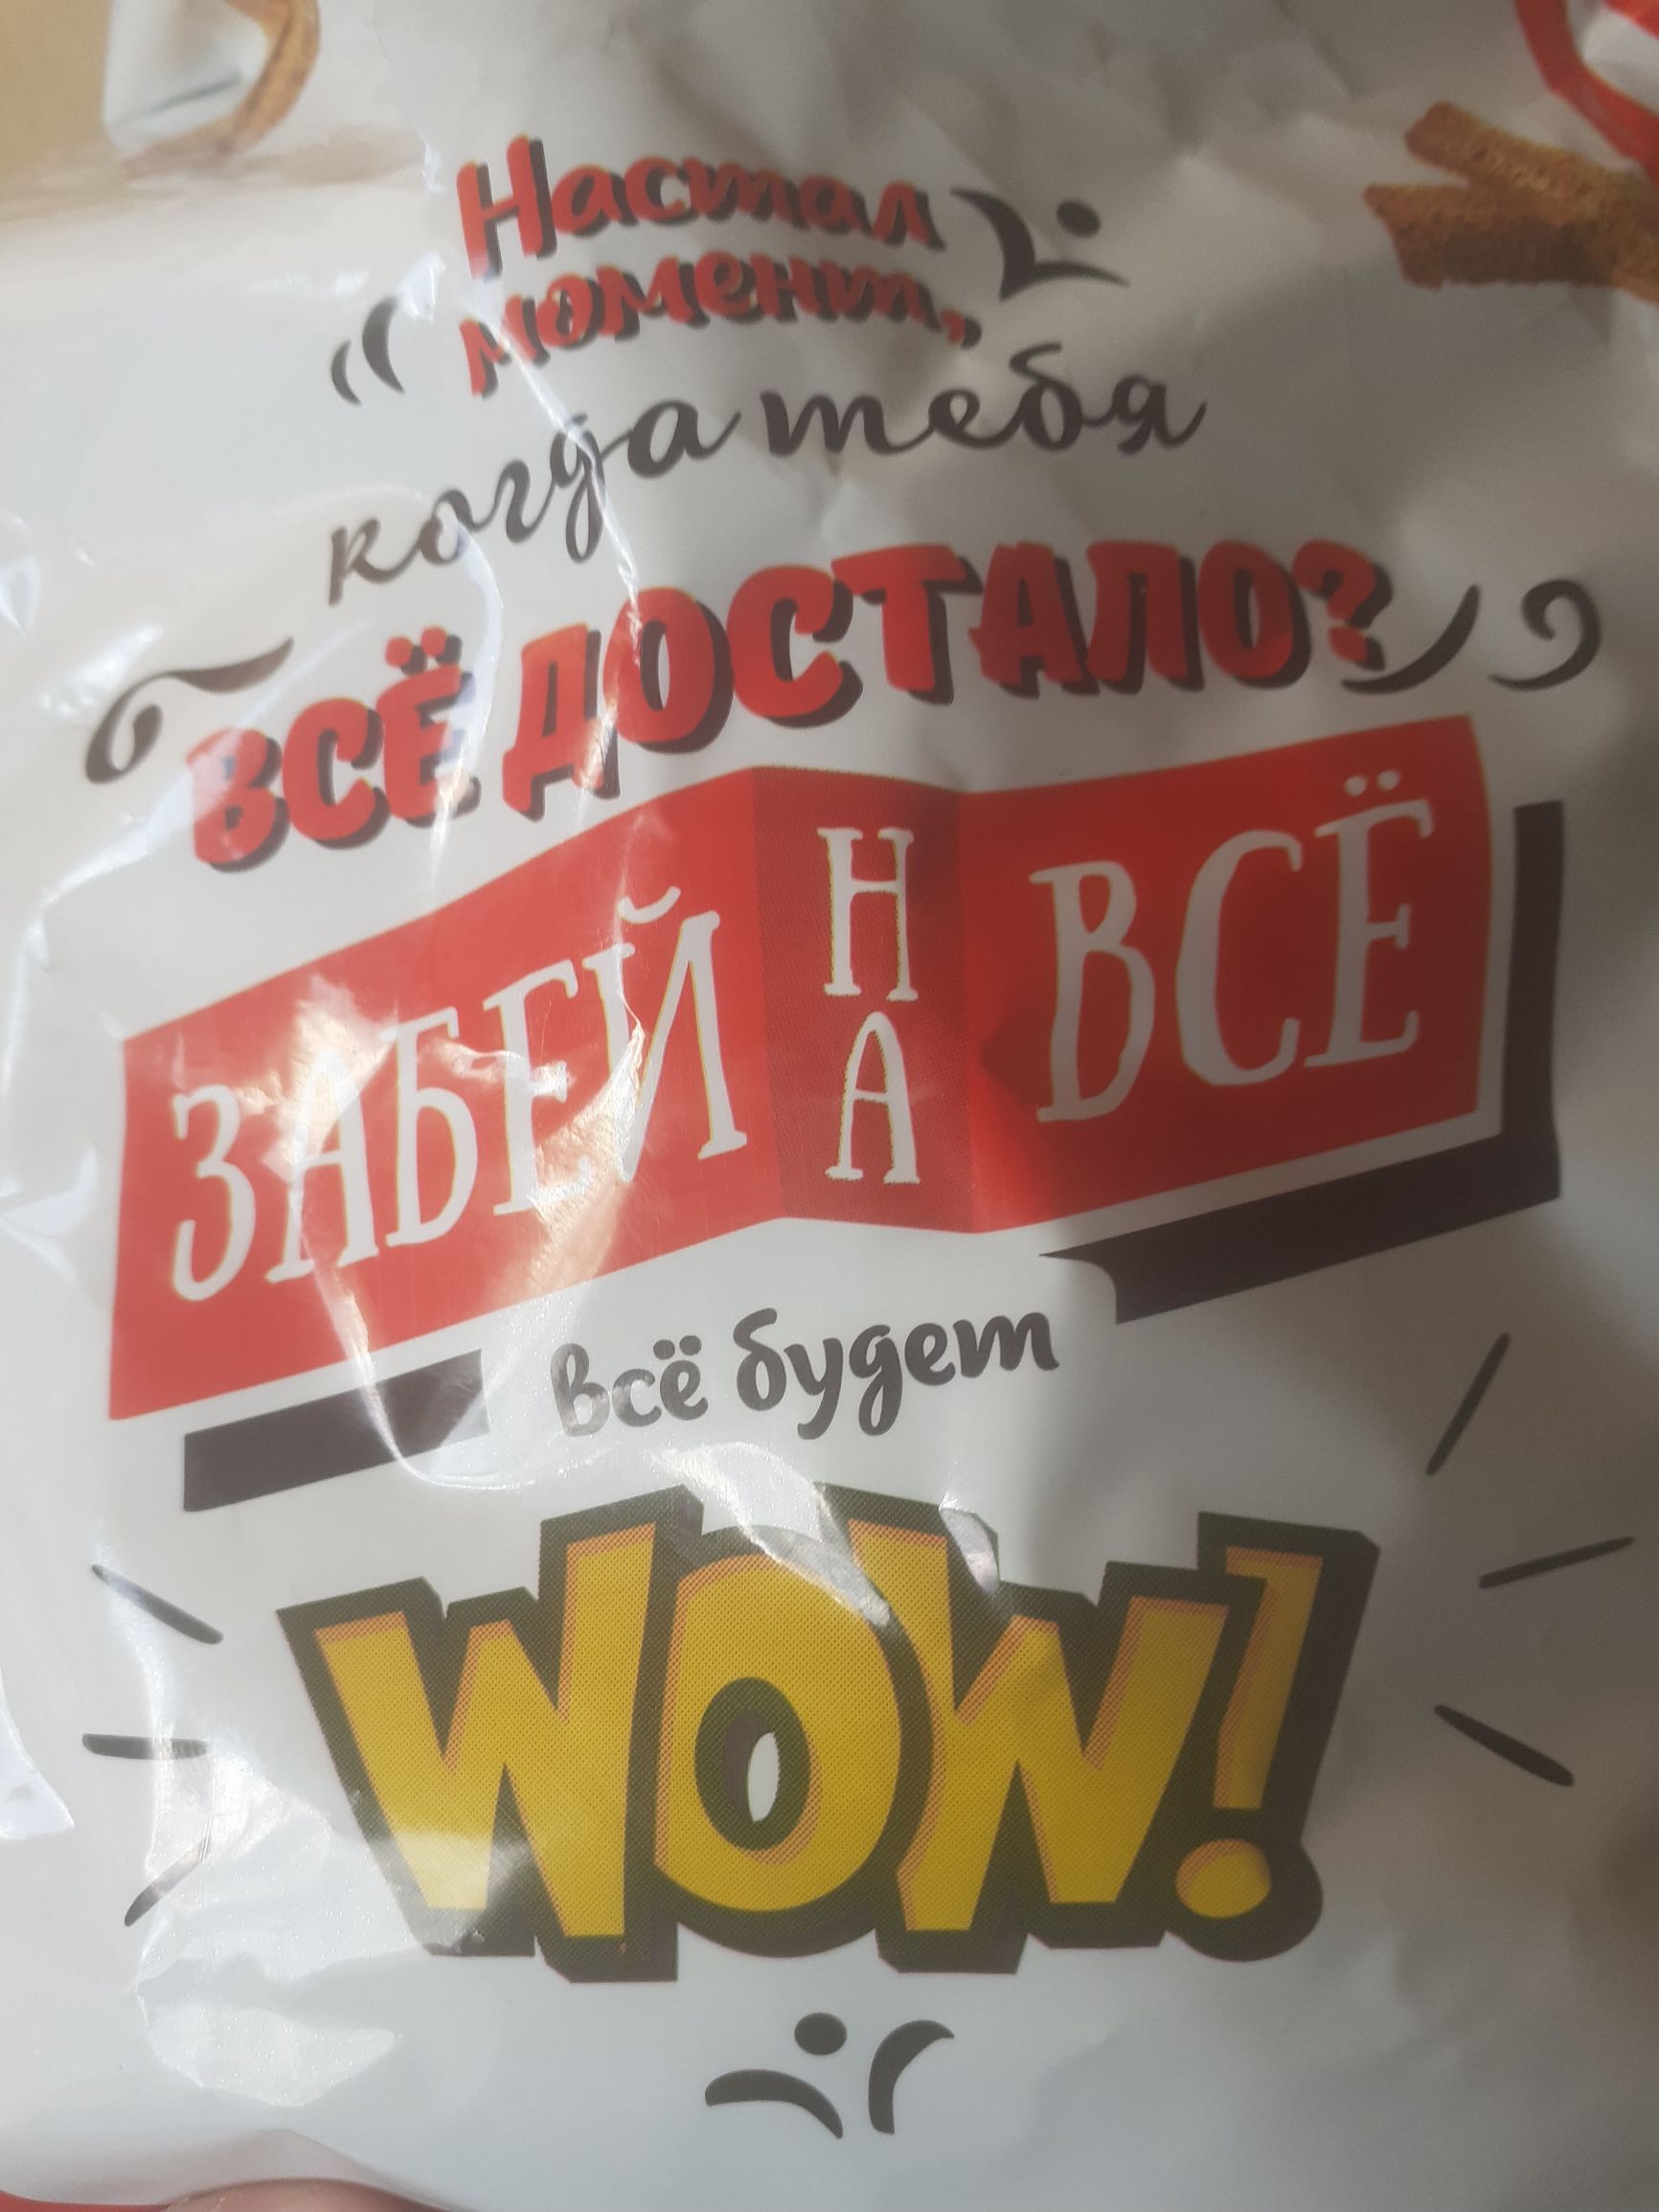 Настал
момент,
когда тебя
ВСЁ ДОСТАЛО?
ЗАБЕЙ НА ВСЁ
всё будет
WOW!